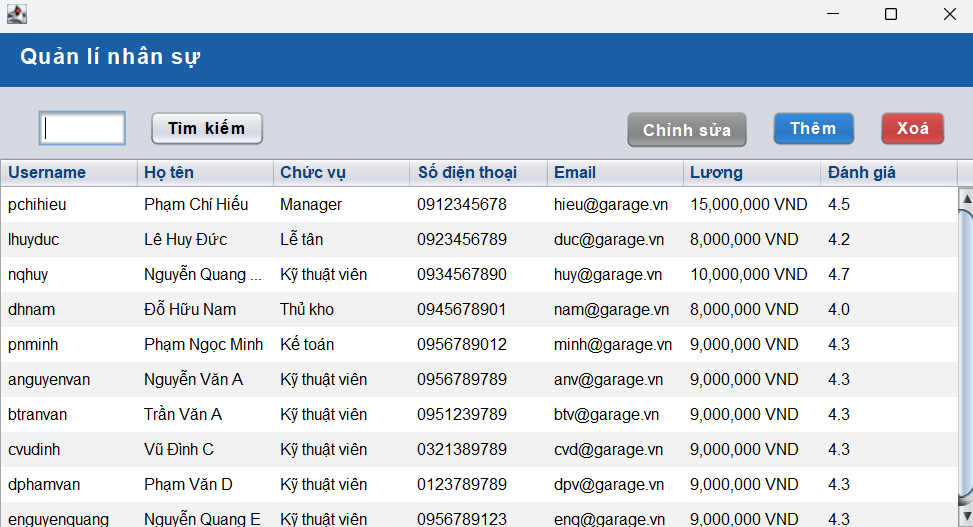 Quản lí nhân sự
Tìm kiếm Chỉnh sửa Thêm Xoá
Username Họ tên Chức vụ Số điện thoại Email Lương Đánh giá
pchihieu Phạm Chí Hiếu Manager 0912345678 hieu@garage.vn 15,000,000 VND 4.5
lhuyduc Lê Huy Đức Lễ tân 0923456789 duc@garage.vn 8,000,000 VND 4.2
nqhuy Nguyễn Quang ... Kỹ thuật viên 0934567890 huy@garage.vn 10,000,000 VND 4.7
dhnam Đỗ Hữu Nam Thủ kho 0945678901 nam@garage.vn 8,000,000 VND 4.0
pnminh Phạm Ngọc Minh Kế toán 0956789012 minh@garage.vn 9,000,000 VND 4.3
anguyenvan Nguyễn Văn A Kỹ thuật viên 0956789789 anv@garage.vn 9,000,000 VND 4.3
btranvan Trần Văn A Kỹ thuật viên 0951239789 btv@garage.vn 9,000,000 VND 4.3
cvudinh Vũ Đình C Kỹ thuật viên 0321389789 cvd@garage.vn 9,000,000 VND 4.3
dphamvan Phạm Văn D Kỹ thuật viên 0123789789 dpv@garage.vn 9,000,000 VND 4.3
enguyenquang Nguyễn Quang E Kỹ thuật viên 0956789123 enq@garage.vn 9,000,000 VND 4.3